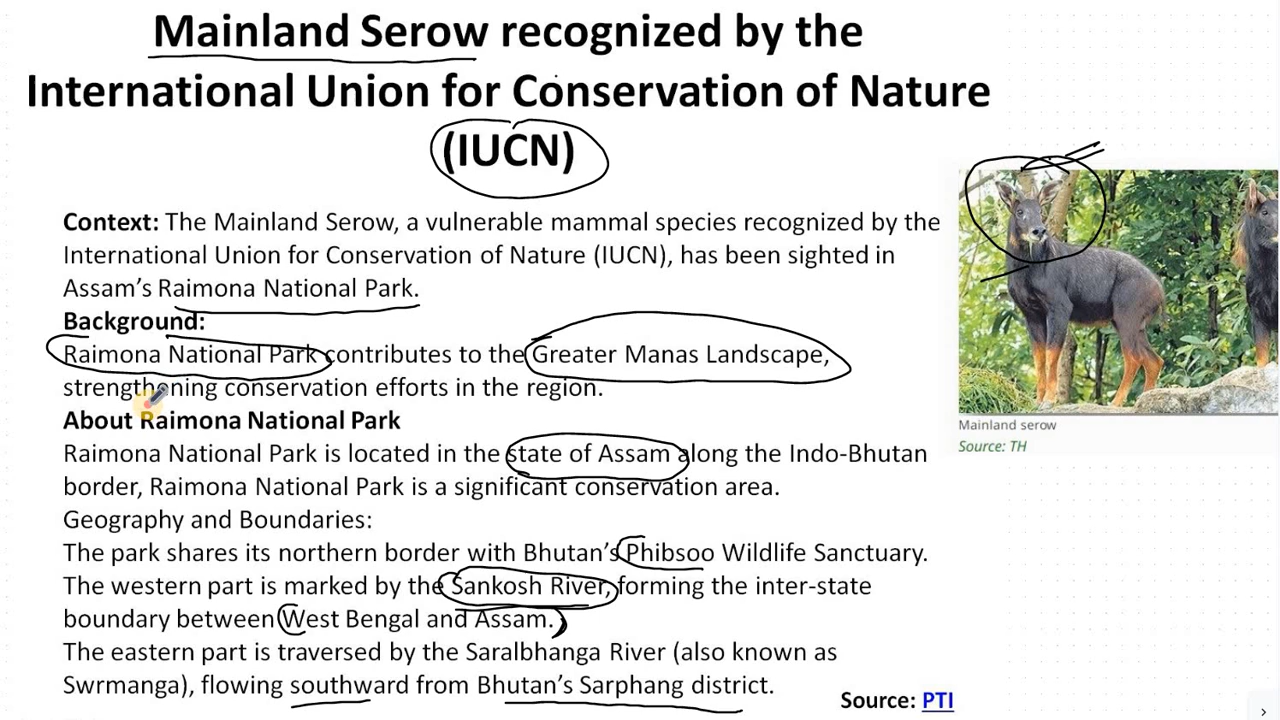 Mainland Serow recognized by the
International Union for Conservation of Nature
(IUCN)
Context: The Mainland Serow, a vulnerable mammal species recognized by the
International Union for Conservation of Nature (IUCN), has been sighted in
Assam’s Raimona National Park.
Background:
Raimona National Park contributes to the Greater Manas Landscape,
strengthening conservation efforts in the region.
About Raimona National Park
Raimona National Park is located in the state of Assam along the Indo-Bhutan
border, Raimona National Park is a significant conservation area.
Geography and Boundaries:
The park shares its northern border with Bhutan’s Phibsoo Wildlife Sanctuary.
The western part is marked by the Sankosh River, forming the inter-state
boundary between West Bengal and Assam.
The eastern part is traversed by the Saralbhanga River (also known as
Swrmanga), flowing southward from Bhutan’s Sarphang district.
Mainland serow
Source: TH
Source: PTI